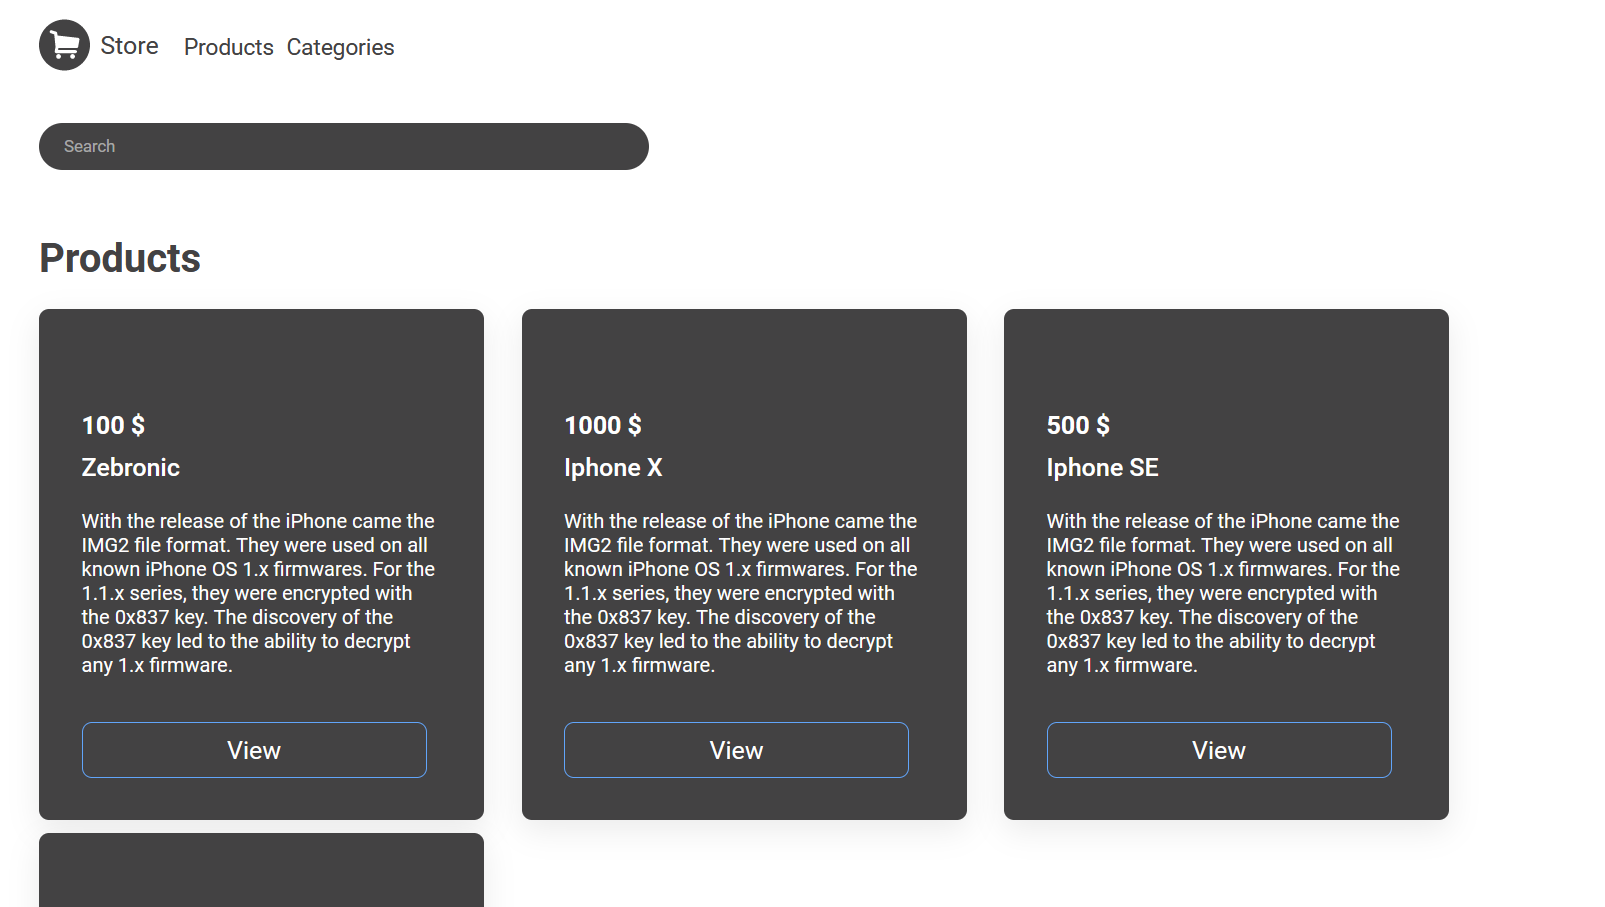 Store Products Categories
Search
Products
100 $
Zebronic
With the release of the iPhone came the
IMG2 file format. They were used on all
known iPhone OS 1.x firmwares. For the
1.1.x series, they were encrypted with
the 0x837 key. The discovery of the
0x837 key led to the ability to decrypt
any 1.x firmware.
View
1000 $
Iphone X
With the release of the iPhone came the
IMG2 file format. They were used on all
known iPhone OS 1.x firmwares. For the
1.1.x series, they were encrypted with
the 0x837 key. The discovery of the
0x837 key led to the ability to decrypt
any 1.x firmware.
View
500 $
Iphone SE
With the release of the iPhone came the
IMG2 file format. They were used on all
known iPhone OS 1.x firmwares. For the
1.1.x series, they were encrypted with
the 0x837 key. The discovery of the
0x837 key led to the ability to decrypt
any 1.x firmware.
View